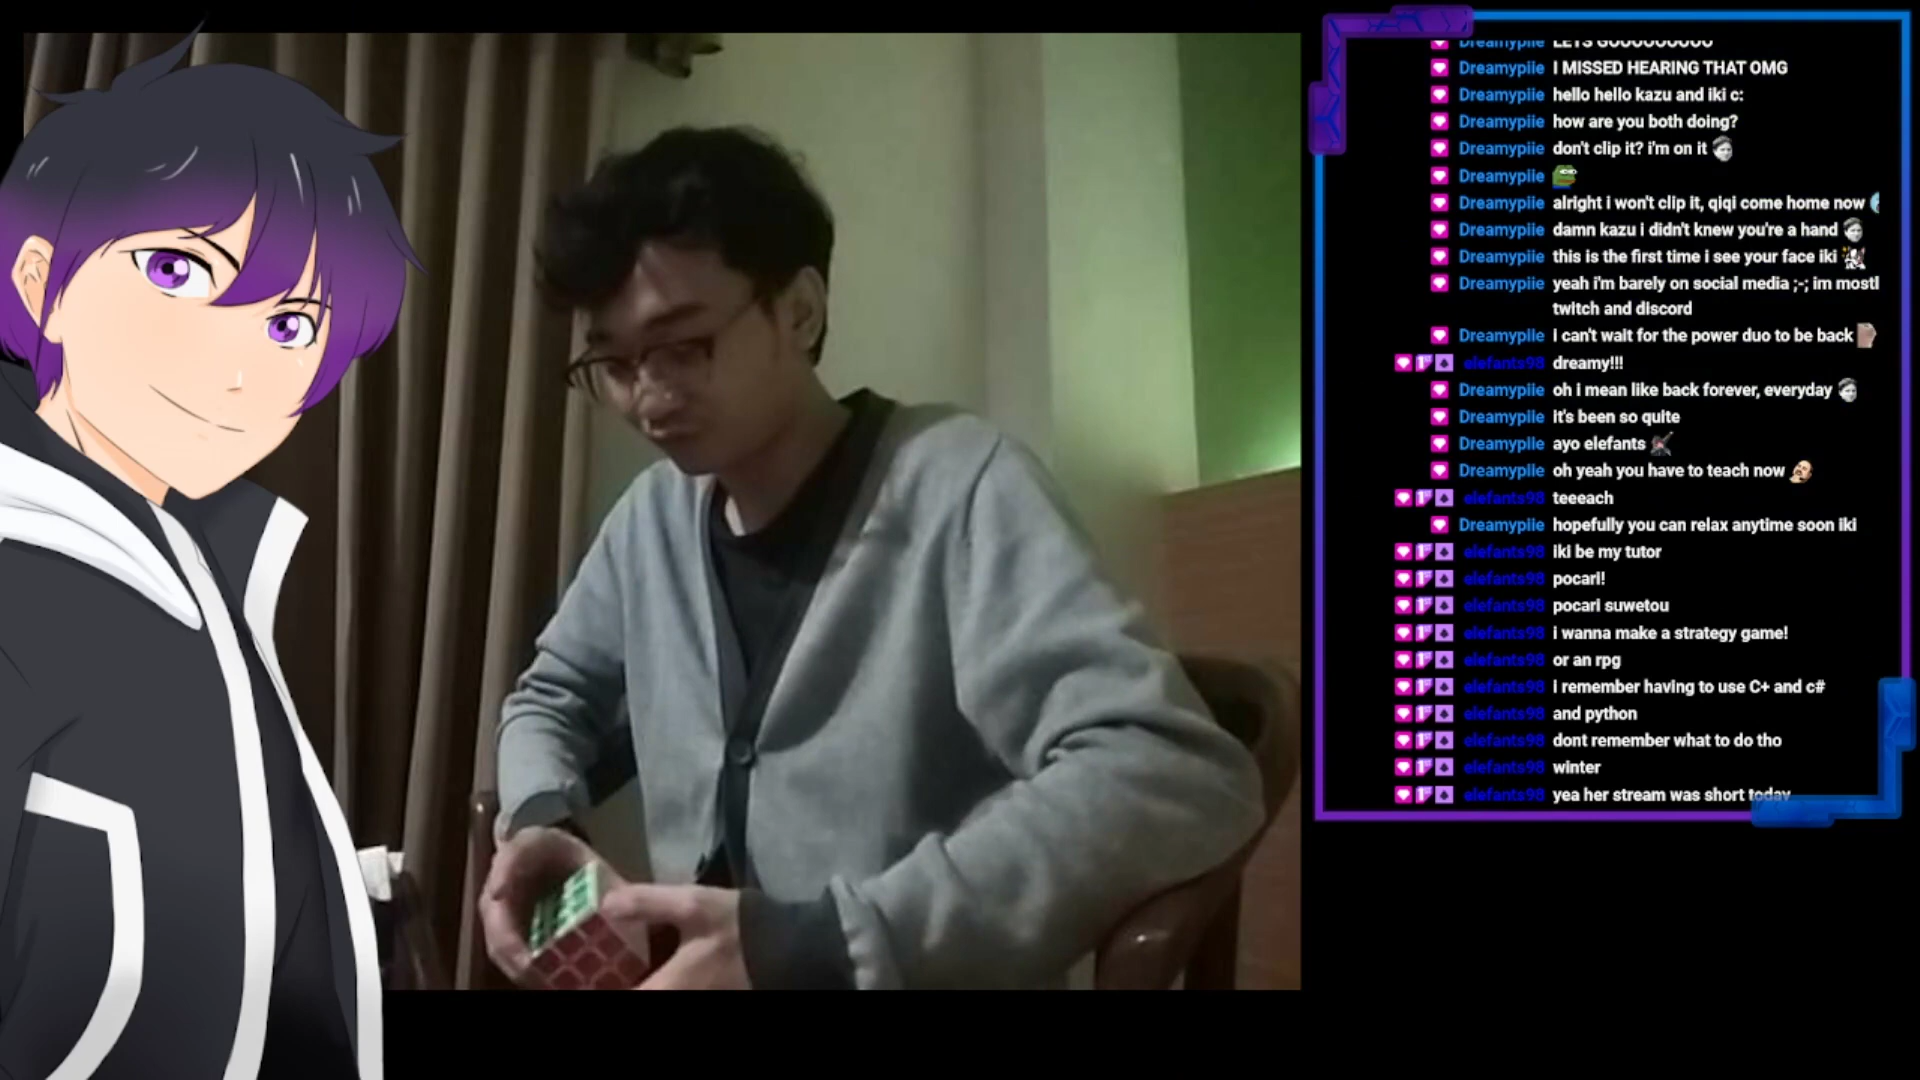 Dreamypiie LETS GOOOOOOOOO
Dreamypiie I MISSED HEARING THAT OMG
Dreamypiie hello hello kazu and iki c:
Dreamypiie how are you both doing?
Dreamypiie don't clip it? i'm on it
Dreamypiie
Dreamypiie alright i won't clip it, qiqi come home now
Dreamypiie damn kazu i didn't knew you're a hand
Dreamypiie this is the first time i see your face iki
Dreamypiie yeah i'm barely on social media ;-; im mostl
twitch and discord
Dreamypiie i can't wait for the power duo to be back
elefants98 dreamy!!!
Dreamypiie oh i mean like back forever, everyday
Dreamypiie it's been so quite
Dreamypiie ayo elefants
Dreamypiie oh yeah you have to teach now
elefants98 teeeach
Dreamypiie hopefully you can relax anytime soon iki
elefants98 iki be my tutor
elefants98 pocari!
elefants98 pocari suwetou
elefants98 i wanna make a strategy game!
elefants98 or an rpg
elefants98 i remember having to use C+ and c#
elefants98 and python
elefants98 dont remember what to do tho
elefants98 winter
elefants98 yea her stream was short today